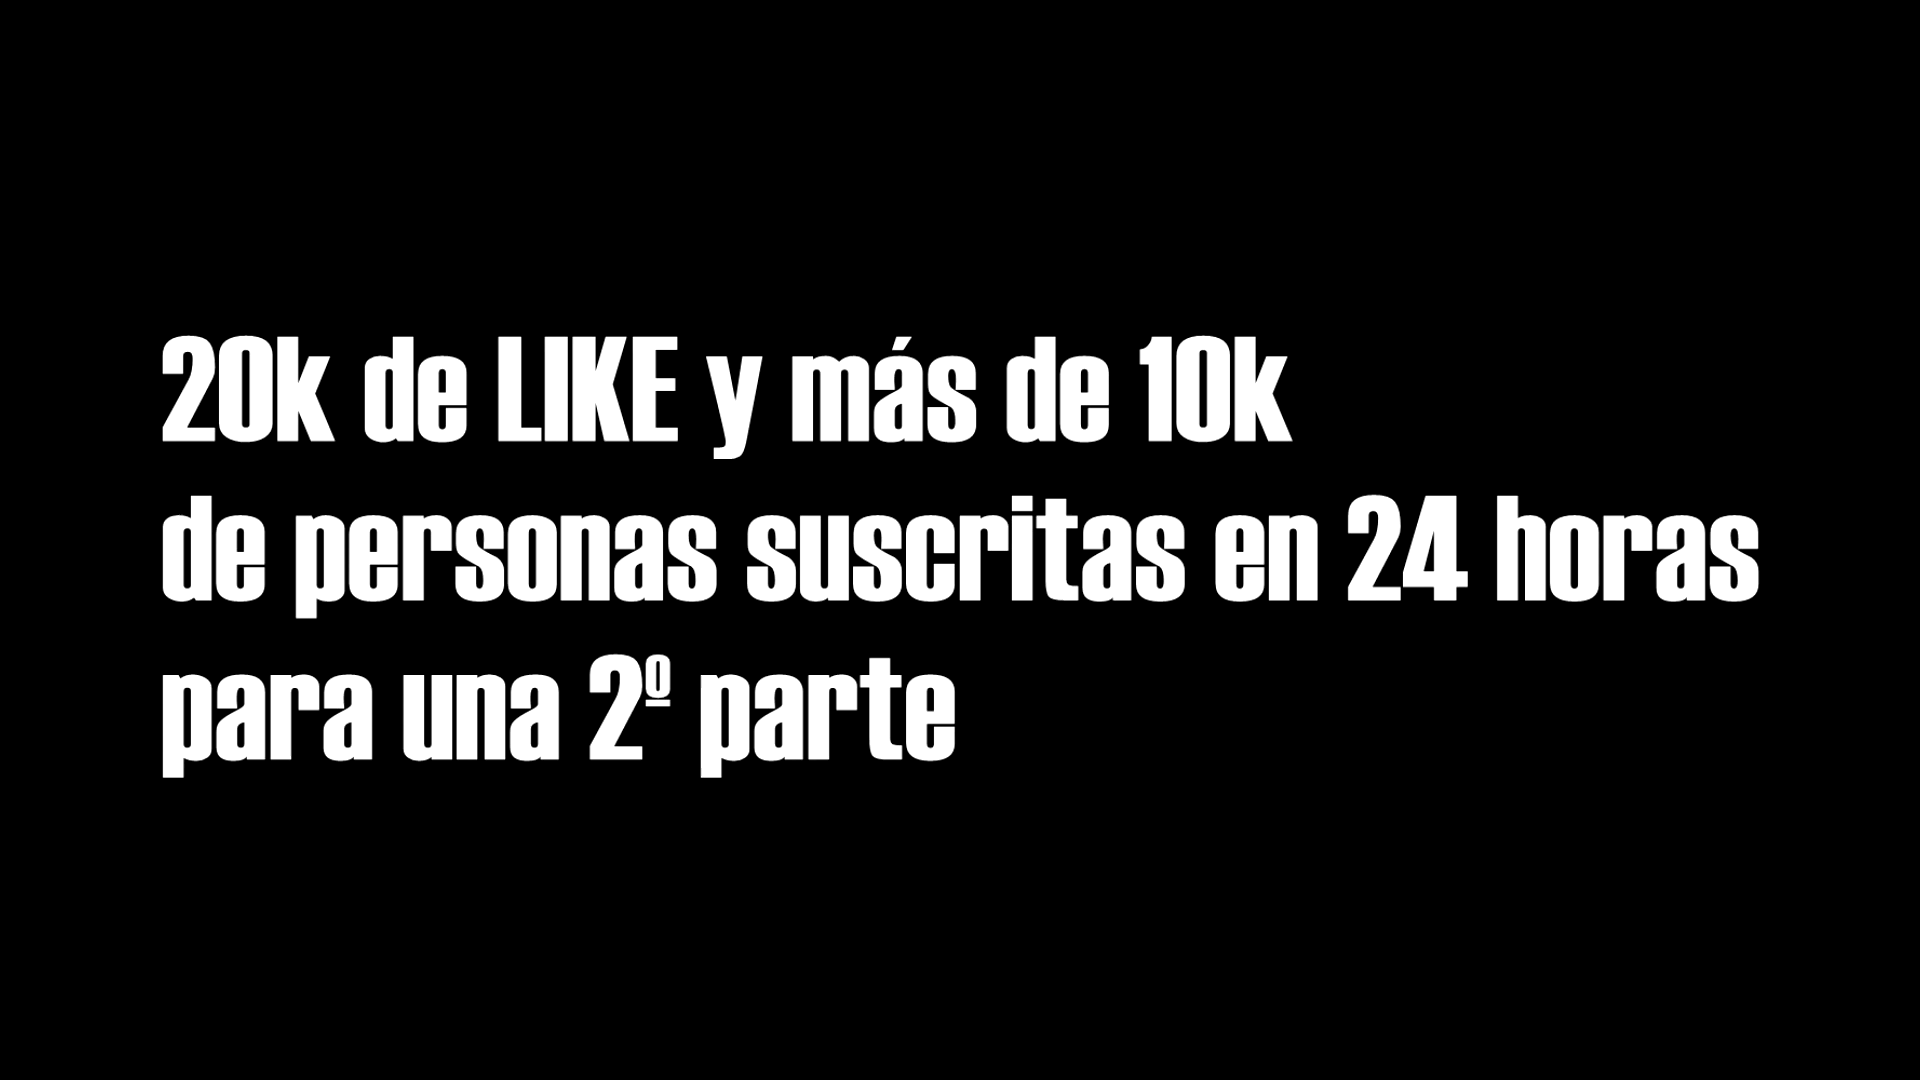 20k de LIKE y más de 10k
de personas suscritas en 24 horas
para una 2º parte